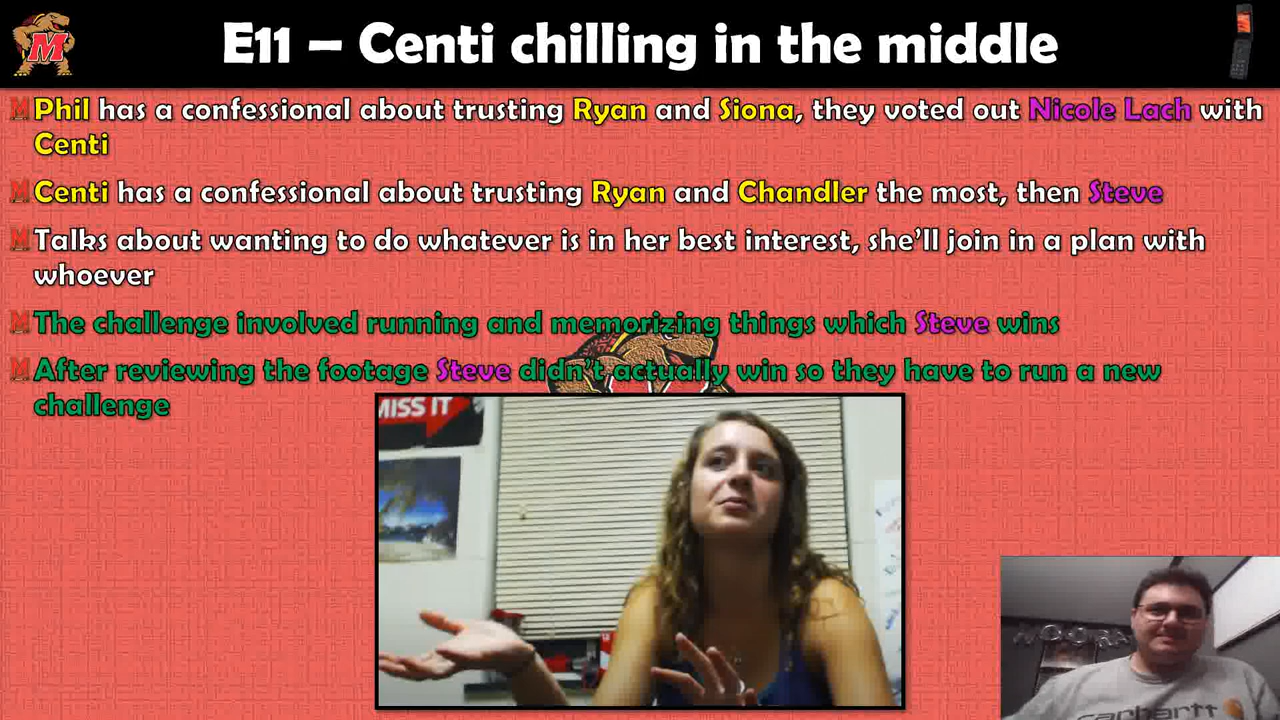 M
E11 – Centi chilling in the middle
Phil has a confessional about trusting Ryan and Siona, they voted out Nicole Lach with
Centi
Centi has a confessional about trusting Ryan and Chandler the most, then Steve
Talks about wanting to do whatever is in her best interest, she'll join in a plan with
whoever
The challenge involved running and memorizing things which Steve wins
After reviewing the footage Steve didn't actually win so they have to run a new
challenge
MISS IT
carhartt